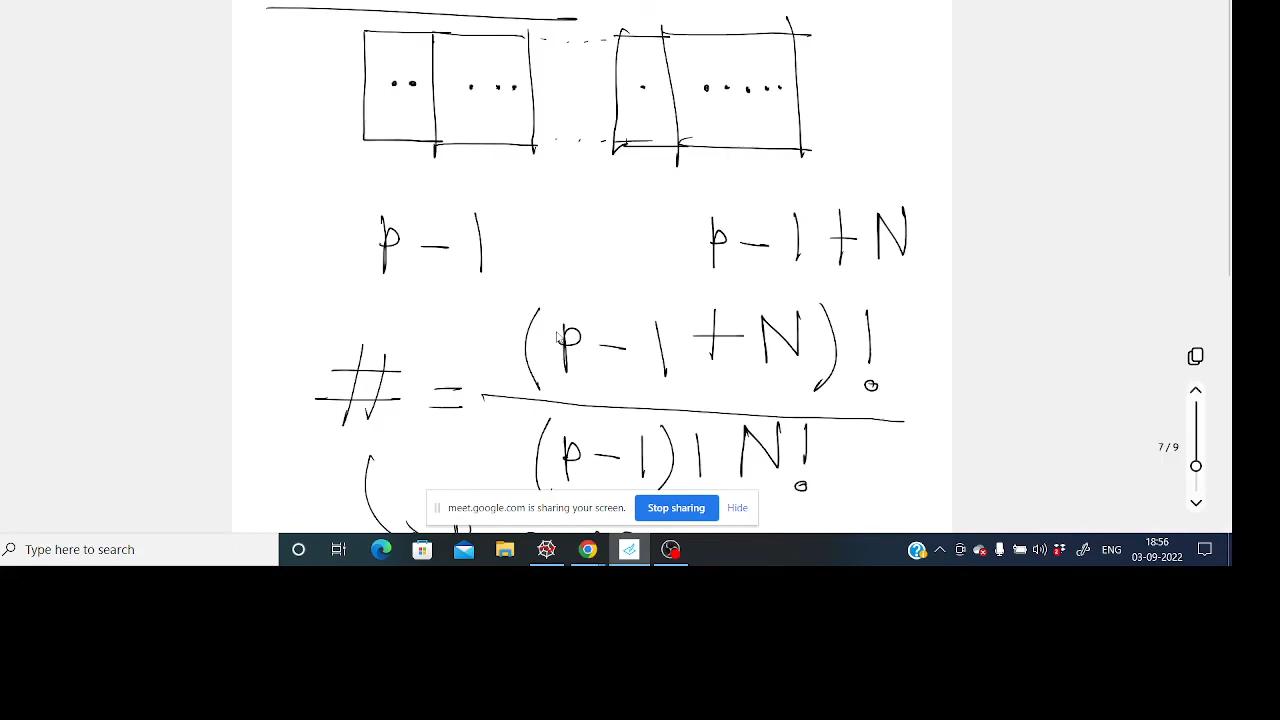 p - 1
p - 1 + N
# = (p - 1 + N)! / (p - 1)! N!
7 / 9
meet.google.com is sharing your screen. Stop sharing Hide
Type here to search
ENG
18:56
03-09-2022